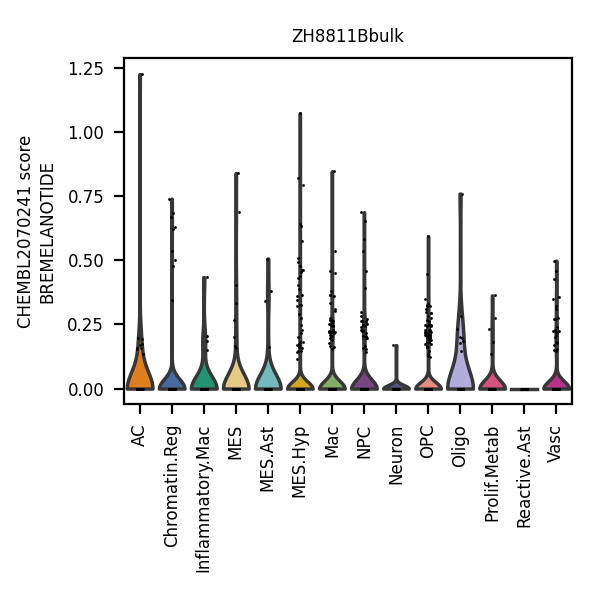 ZH8811Bbulk
CHEMBL2070241 score
BREMELANOTIDE
1.25
1.00
0.75
0.50
0.25
0.00
AC
Chromatin.Reg
Inflammatory.Mac
MES
MES.Ast
MES.Hyp
Mac
NPC
Neuron
OPC
Oligo
Prolif.Metab
Reactive.Ast
Vasc